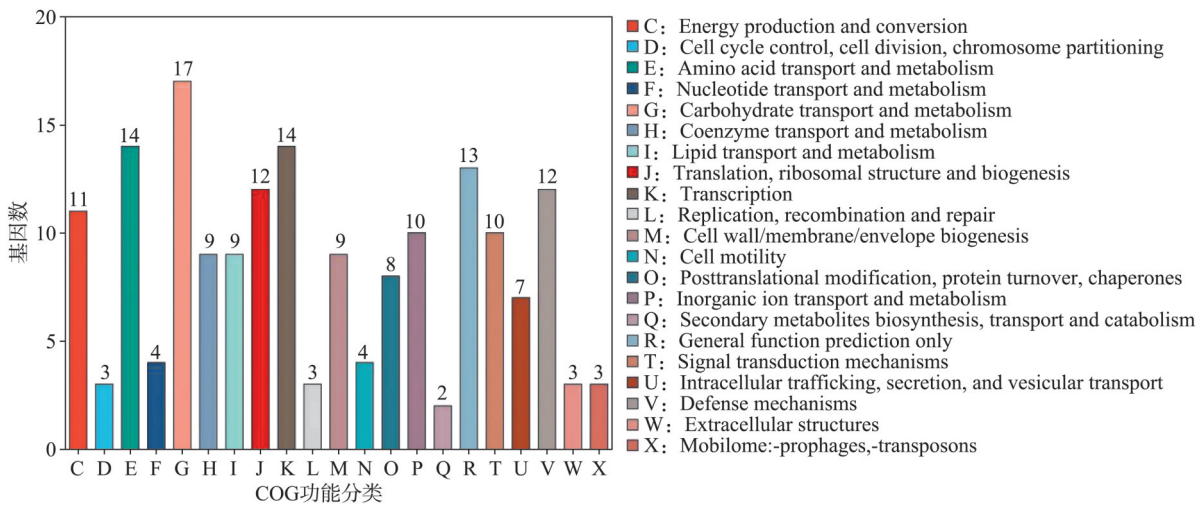 20
15
10
5
0
基因数
11
3
14
4
17
9
9
12
14
3
9
4
8
10
2
13
10
7
12
3
3
C D E F G H I J K L M N O P Q R T U V W X
COG功能分类
C：Energy production and conversion
D：Cell cycle control, cell division, chromosome partitioning
E：Amino acid transport and metabolism
F：Nucleotide transport and metabolism
G：Carbohydrate transport and metabolism
H：Coenzyme transport and metabolism
I：Lipid transport and metabolism
J：Translation, ribosomal structure and biogenesis
K：Transcription
L：Replication, recombination and repair
M：Cell wall/membrane/envelope biogenesis
N：Cell motility
O：Posttranslational modification, protein turnover, chaperones
P：Inorganic ion transport and metabolism
Q：Secondary metabolites biosynthesis, transport and catabolism
R：General function prediction only
T：Signal transduction mechanisms
U：Intracellular trafficking, secretion, and vesicular transport
V：Defense mechanisms
W：Extracellular structures
X：Mobilome:-prophages,-transposons